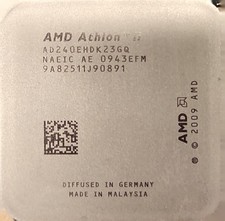 AMD Athlon II
AD240EHDK23GQ
NAEIC AE 0943EFM
9A82511J90891
AMD
© 2009 AMD
DIFFUSED IN GERMANY
MADE IN MALAYSIA